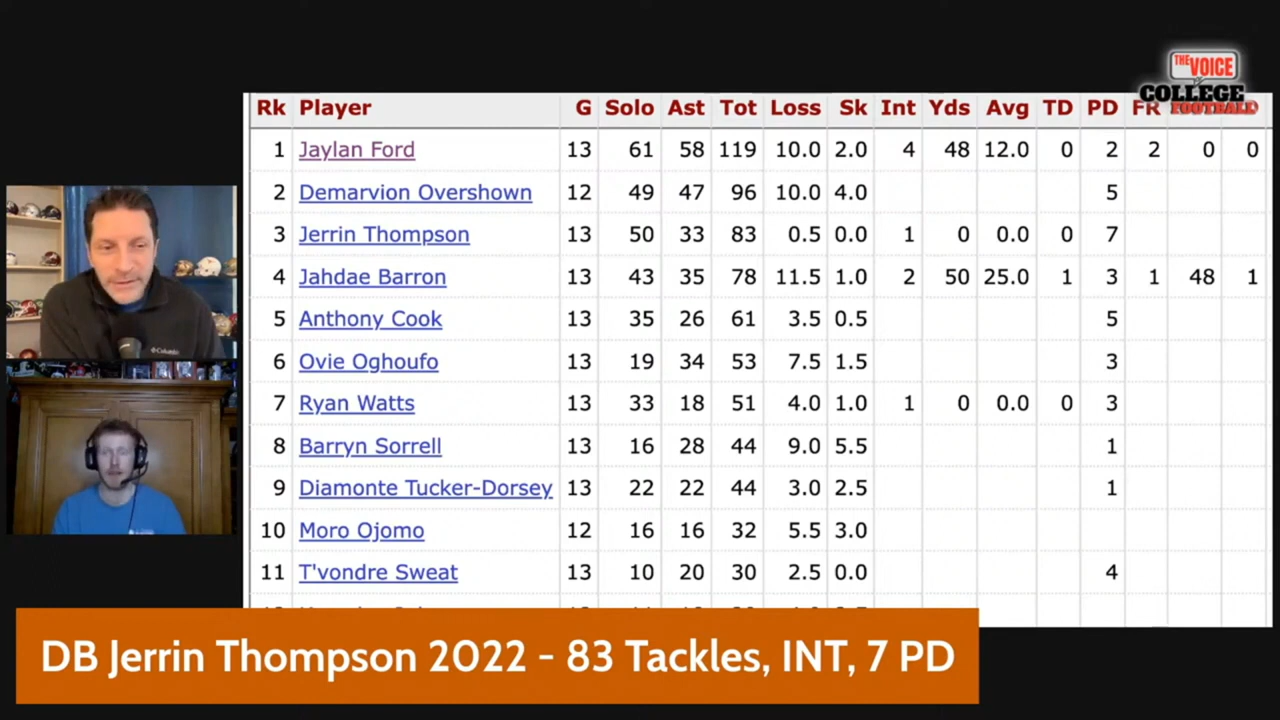 THE VOICE
OF
COLLEGE
FOOTBALL
Rk Player G Solo Ast Tot Loss Sk Int Yds Avg TD PD FR
1 Jaylan Ford 13 61 58 119 10.0 2.0 4 48 12.0 0 2 2 0 0
2 Demarvion Overshown 12 49 47 96 10.0 4.0 5
3 Jerrin Thompson 13 50 33 83 0.5 0.0 1 0 0.0 0 7
4 Jahdae Barron 13 43 35 78 11.5 1.0 2 50 25.0 1 3 1 48 1
5 Anthony Cook 13 35 26 61 3.5 0.5 5
6 Ovie Oghoufo 13 19 34 53 7.5 1.5 3
7 Ryan Watts 13 33 18 51 4.0 1.0 1 0 0.0 0 3
8 Barryn Sorrell 13 16 28 44 9.0 5.5 1
9 Diamonte Tucker-Dorsey 13 22 22 44 3.0 2.5 1
10 Moro Ojomo 12 16 16 32 5.5 3.0
11 T'vondre Sweat 13 10 20 30 2.5 0.0 4
Columbia
DB Jerrin Thompson 2022 - 83 Tackles, INT, 7 PD